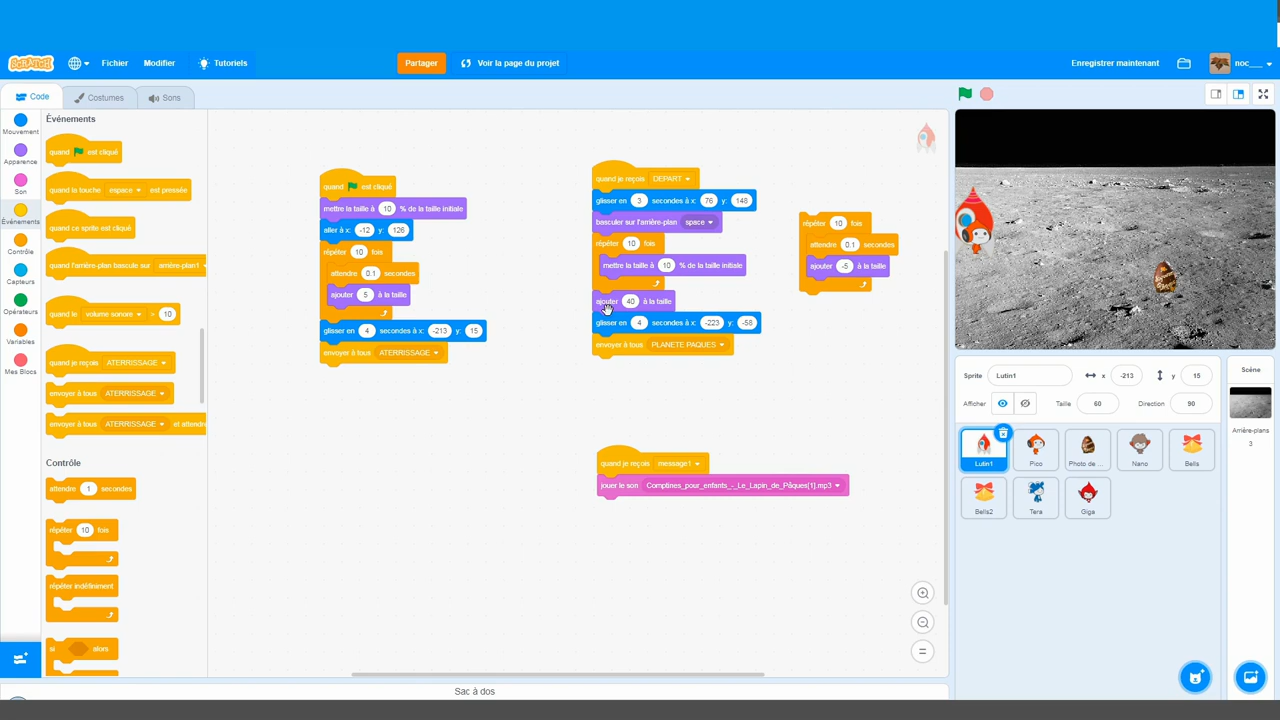 SCRATCH
Fichier
Modifier
Tutoriels
Partager
Voir la page du projet
Enregistrer maintenant
noc___
Code
Costumes
Sons
Mouvement
Apparence
Son
Événements
Contrôle
Capteurs
Opérateurs
Variables
Mes Blocs
Événements
quand est cliqué
quand la touche espace est pressée
quand ce sprite est cliqué
quand l'arrière-plan bascule sur arrière-plan1
quand le volume sonore > 10
quand je reçois ATERRISSAGE
envoyer à tous ATERRISSAGE
envoyer à tous ATERRISSAGE et attendre
Contrôle
attendre 1 secondes
répéter 10 fois
répéter indéfiniment
si alors
quand est cliqué
mettre la taille à 10 % de la taille initiale
aller à x: -12 y: 126
répéter 10 fois
attendre 0.1 secondes
ajouter 5 à la taille
glisser en 4 secondes à x: -213 y: 15
envoyer à tous ATERRISSAGE
quand je reçois DEPART
glisser en 3 secondes à x: 76 y: 148
basculer sur l'arrière-plan space
répéter 10 fois
mettre la taille à 10 % de la taille initiale
ajouter 40 à la taille
glisser en 4 secondes à x: -223 y: -58
envoyer à tous PLANETE PAQUES
répéter 10 fois
attendre 0.1 secondes
ajouter -5 à la taille
quand je reçois message1
jouer le son Comptines_pour_enfants_-_Le_Lapin_de_Pâques[1].mp3
Sac à dos
Sprite Lutin1 x -213 y 15
Afficher Taille 60 Direction 90
Lutin1
Pico
Photo de ...
Nano
Bells
Bells2
Tera
Giga
Scène
Arrière-plans
3